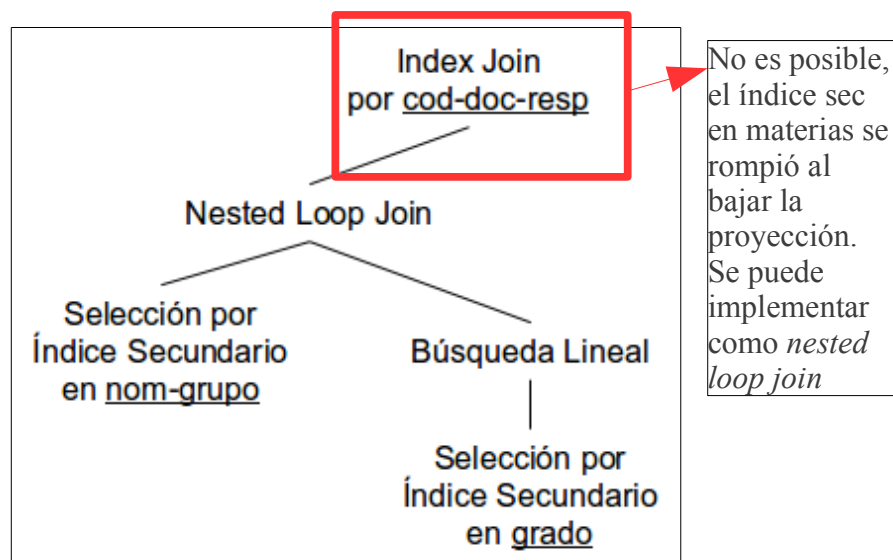 Index Join
por cod-doc-resp
No es posible,
el índice sec
en materias se
rompió al
bajar la
proyección.
Se puede
implementar
como nested
loop join
Nested Loop Join
Selección por
Índice Secundario
en nom-grupo
Búsqueda Lineal
Selección por
Índice Secundario
en grado